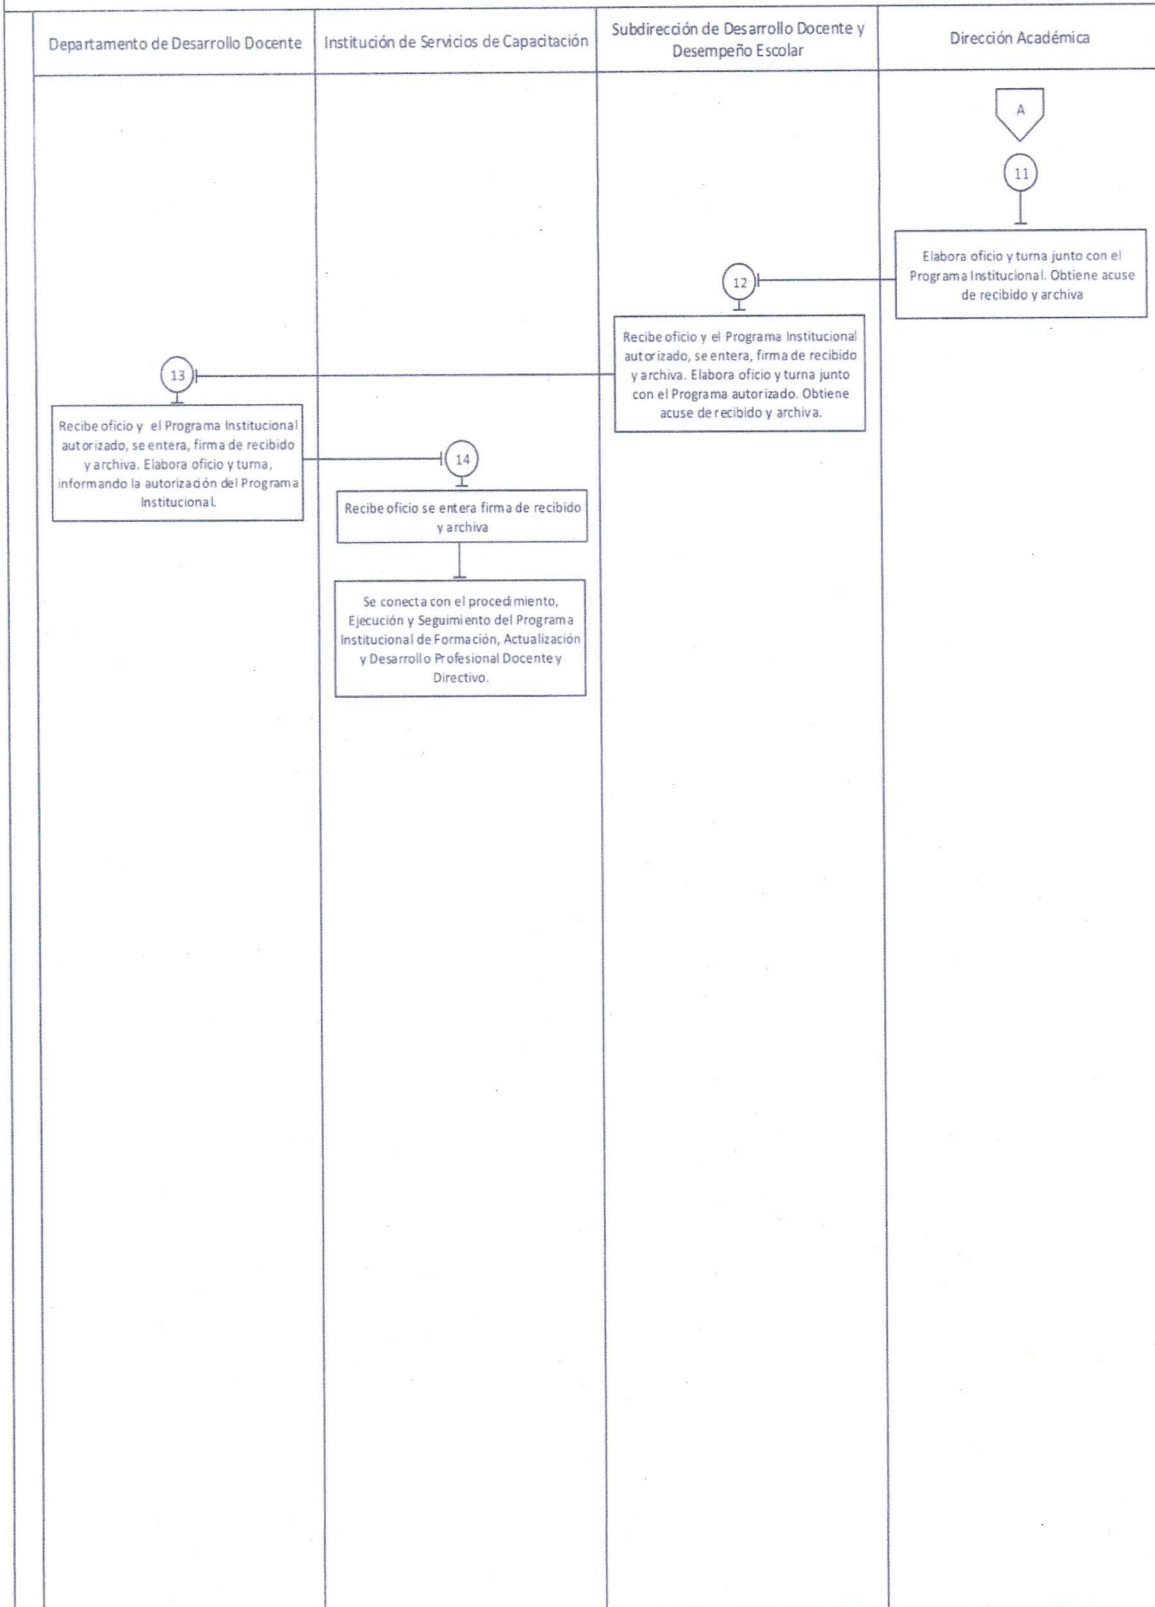 Departamento de Desarrollo Docente
Institución de Servicios de Capacitación
Subdirección de Desarrollo Docente y
Desempeño Escolar
Dirección Académica
A
11
Elabora oficio y turna junto con el
Programa Institucional. Obtiene acuse
de recibido y archiva
12
Recibe oficio y el Programa Institucional
autorizado, se entera, firma de recibido
y archiva. Elabora oficio y turna junto
con el Programa autorizado. Obtiene
acuse de recibido y archiva.
13
Recibe oficio y el Programa Institucional
autorizado, se entera, firma de recibido
y archiva. Elabora oficio y turna,
informando la autorización del Programa
Institucional.
14
Recibe oficio se entera firma de recibido
y archiva
Se conecta con el procedimiento,
Ejecución y Seguimiento del Programa
Institucional de Formación, Actualización
y Desarrollo Profesional Docente y
Directivo.